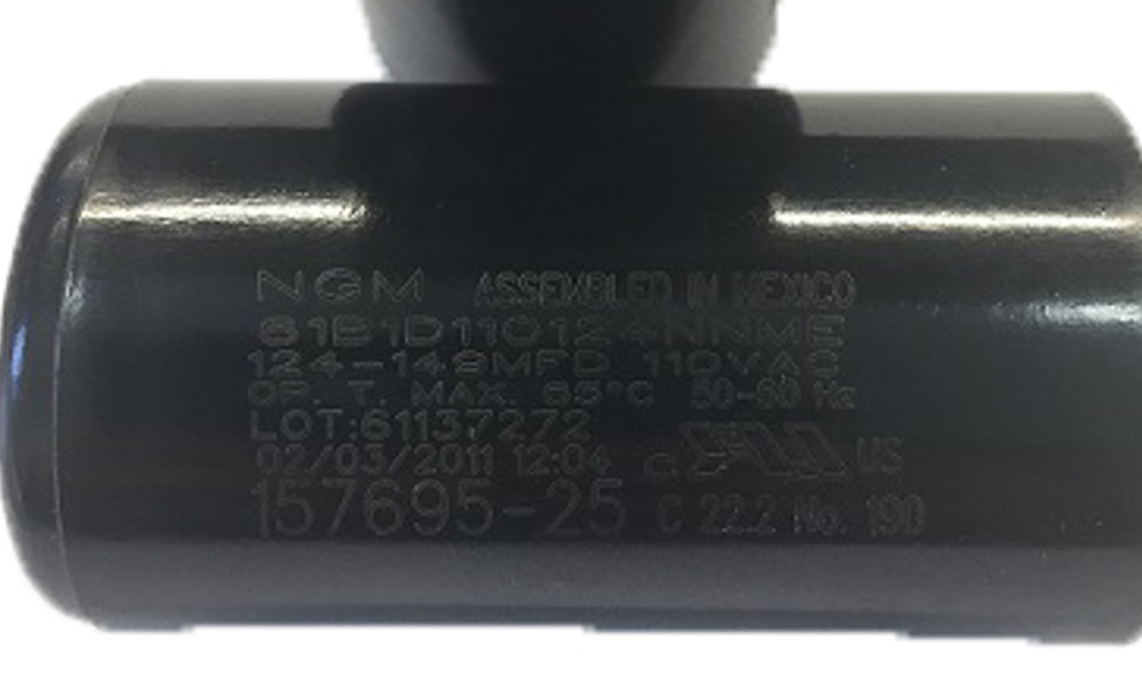 NGM ASSEMBLED IN MEXICO
81B1D110124NNME
124-149MFD 110VAC
OP. T. MAX. 65°C 50-60 Hz
LOT:61137272
02/03/2011 12:04 c US
157695-25 C 22.2 No. 190